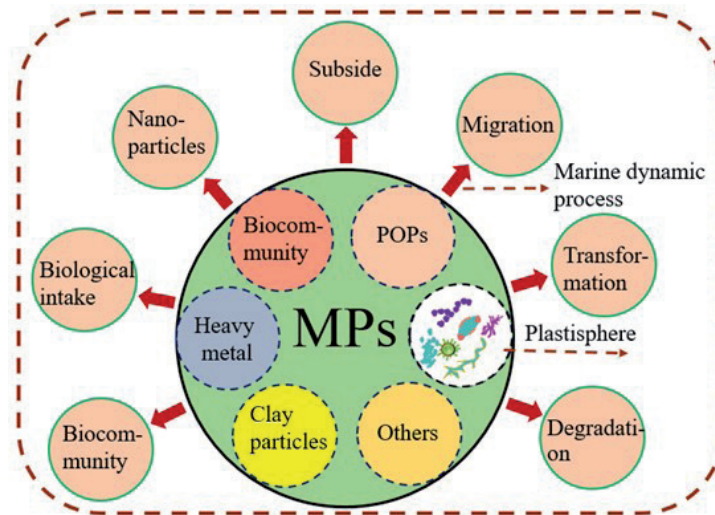 Subside
Nano-
particles
Migration
Marine dynamic
process
Biocom-
munity
POPs
Biological
intake
Transfor-
mation
Heavy
metal
MPs
Plastisphere
Clay
particles
Others
Biocom-
munity
Degradati-
on